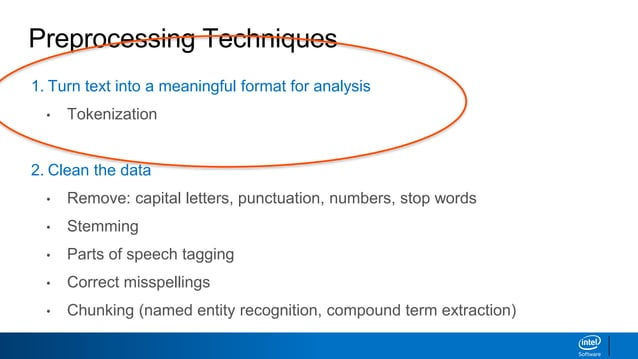 Preprocessing Techniques
1. Turn text into a meaningful format for analysis
• Tokenization
2. Clean the data
• Remove: capital letters, punctuation, numbers, stop words
• Stemming
• Parts of speech tagging
• Correct misspellings
• Chunking (named entity recognition, compound term extraction)
intel
Software